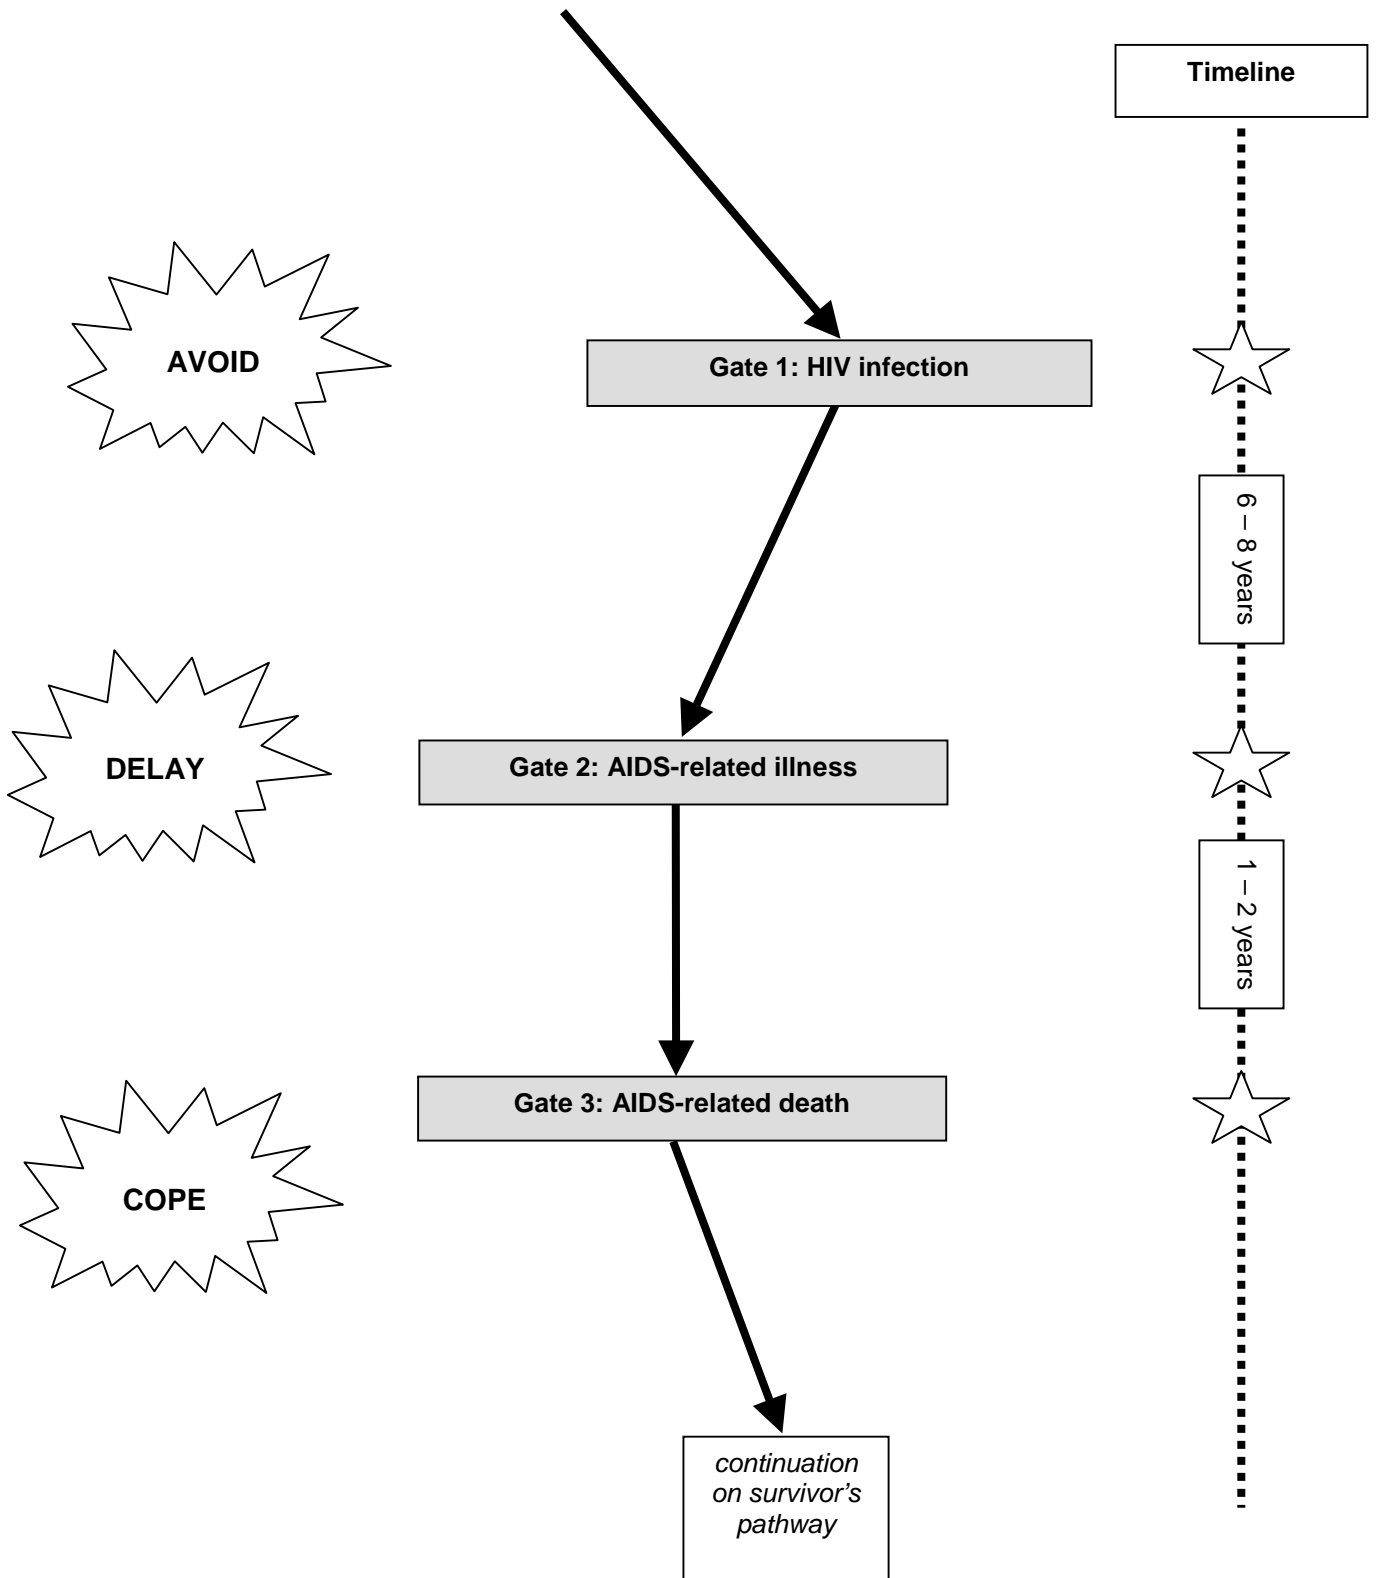 Timeline
AVOID
Gate 1: HIV infection
6 – 8 years
DELAY
Gate 2: AIDS-related illness
1 – 2 years
Gate 3: AIDS-related death
COPE
continuation
on survivor's
pathway